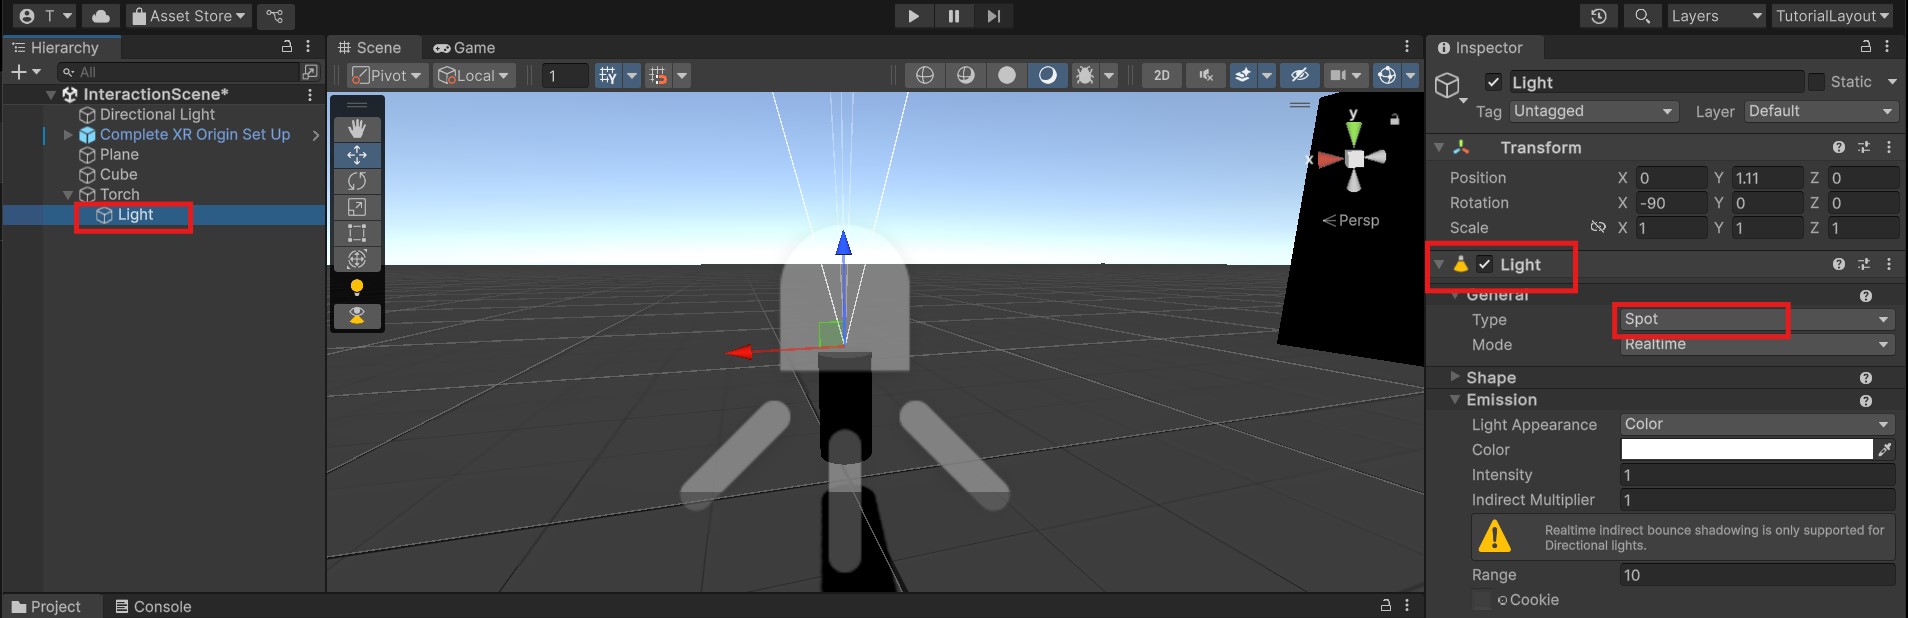 T
Asset Store
Layers
TutorialLayout
Hierarchy
All
InteractionScene*
Directional Light
Complete XR Origin Set Up
Plane
Cube
Torch
Light
Scene
Game
Pivot
Local
1
2D
y
x
Persp
Inspector
Light
Static
Tag Untagged Layer Default
Transform
Position X 0 Y 1.11 Z 0
Rotation X -90 Y 0 Z 0
Scale X 1 Y 1 Z 1
Light
General
Type Spot
Mode Realtime
Shape
Emission
Light Appearance Color
Color
Intensity 1
Indirect Multiplier 1
Realtime indirect bounce shadowing is only supported for
Directional lights.
Range 10
Cookie
Project
Console